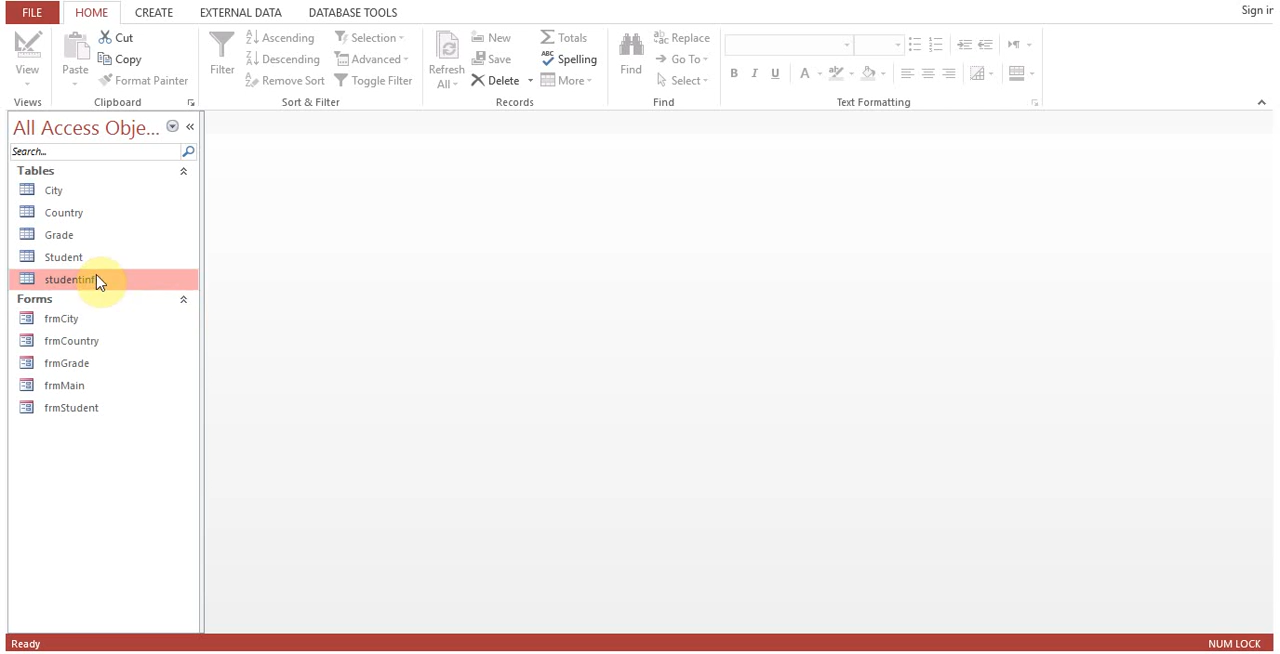 FILE HOME CREATE EXTERNAL DATA DATABASE TOOLS Sign in
View
Views
Paste
Cut
Copy
Format Painter
Clipboard
Filter
Ascending
Descending
Remove Sort
Selection
Advanced
Toggle Filter
Sort & Filter
Refresh
All
New
Save
Delete
Totals
Spelling
More
Records
Find
Replace
Go To
Select
Find
B I U A
Text Formatting
All Access Obje...
Search...
Tables
City
Country
Grade
Student
Forms
frmCity
frmCountry
frmGrade
frmMain
frmStudent
Ready NUM LOCK